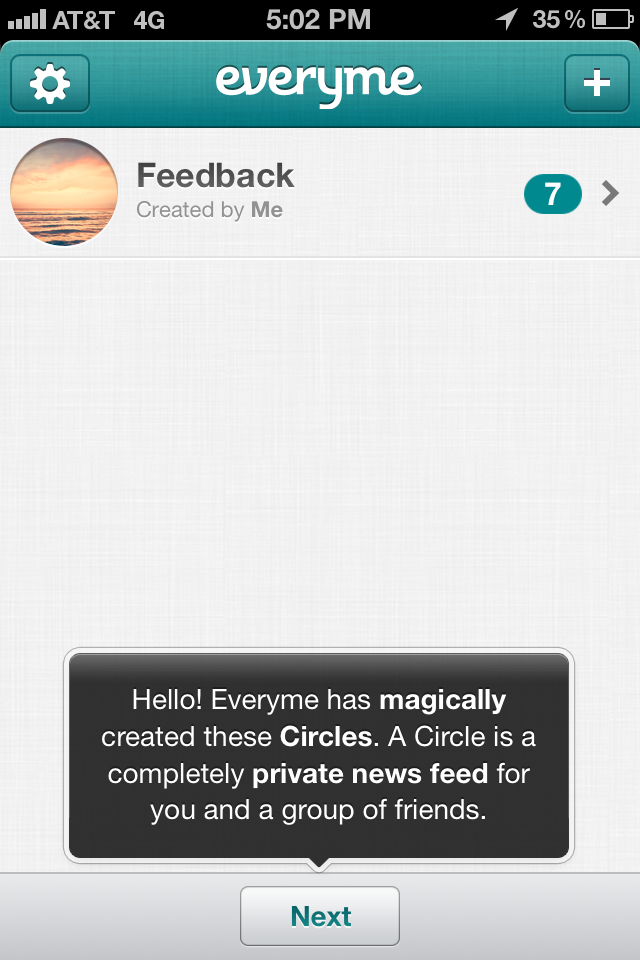 AT&T 4G 5:02 PM 35%
everyme
+
Feedback
Created by Me
7
Hello! Everyme has magically
created these Circles. A Circle is a
completely private news feed for
you and a group of friends.
Next